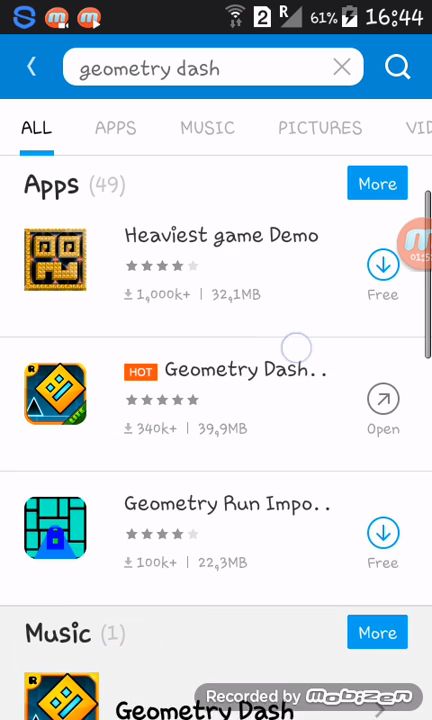 2 R 61% 16:44
geometry dash
ALL APPS MUSIC PICTURES VID
Apps (49) More
Heaviest game Demo
1,000k+ | 32,1MB
Free
HOT Geometry Dash..
340k+ | 39,9MB
Open
LITE
Geometry Run Impo..
100k+ | 22,3MB
Free
Music (1) More
Geometry Dash
Recorded by mobizen